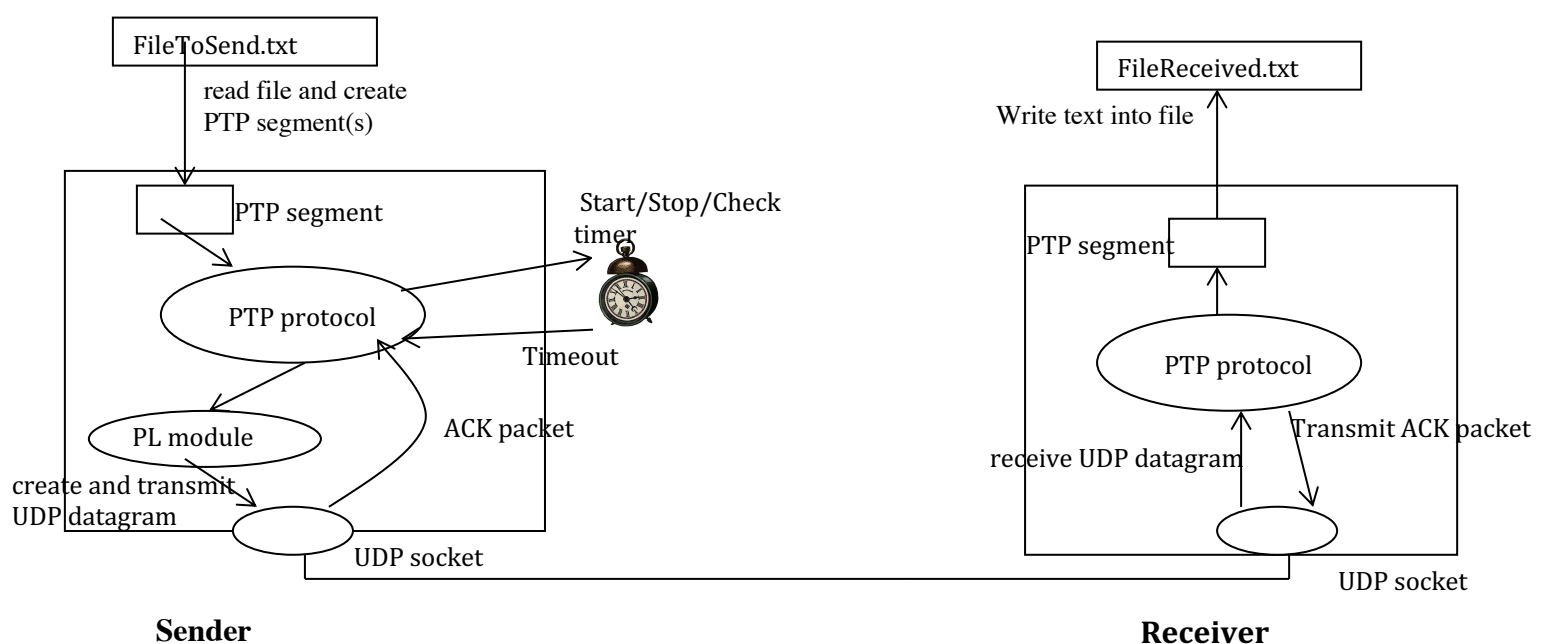 FileToSend.txt
read file and create
PTP segment(s)
PTP segment
Start/Stop/Check
timer
PTP protocol
Timeout
PL module
ACK packet
create and transmit
UDP datagram
UDP socket
Sender
FileReceived.txt
Write text into file
PTP segment
PTP protocol
Transmit ACK packet
receive UDP datagram
UDP socket
Receiver